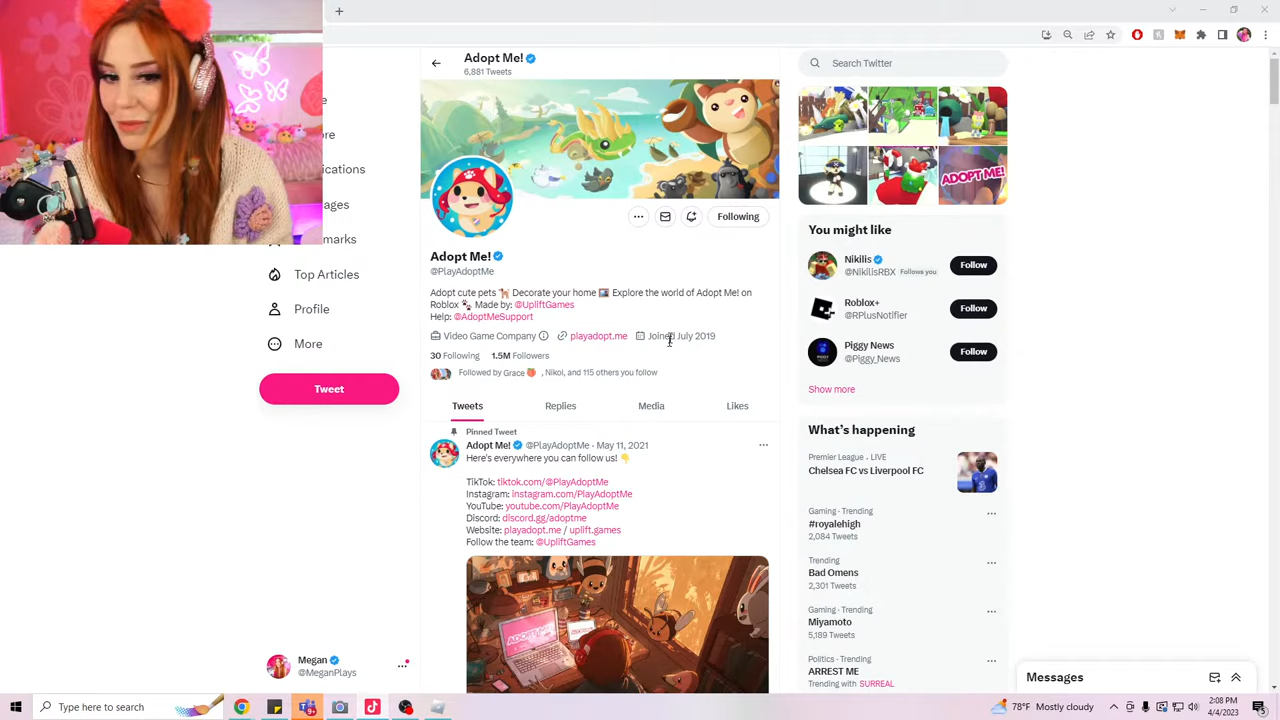 Adopt Me!
6,881 Tweets
Search Twitter
ADOPT ME!
Following
Adopt Me!
@PlayAdoptMe
Adopt cute pets 🐕 Decorate your home 🖼 Explore the world of Adopt Me! on
Roblox 🐾 Made by: @UpliftGames
Help: @AdoptMeSupport
Video Game Company playadopt.me Joined July 2019
30 Following 1.5M Followers
Followed by Grace 🍑 , Nikol, and 115 others you follow
Tweets Replies Media Likes
Pinned Tweet
Adopt Me! @PlayAdoptMe · May 11, 2021
Here's everywhere you can follow us! 👇
TikTok: tiktok.com/@PlayAdoptMe
Instagram: instagram.com/PlayAdoptMe
YouTube: youtube.com/PlayAdoptMe
Discord: discord.gg/adoptme
Website: playadopt.me / uplift.games
Follow the team: @UpliftGames
ADOPT ME!
Top Articles
Profile
More
Tweet
Megan
@MeganPlays
You might like
Nikilis
@NikilisRBX Follows you
Follow
Roblox+
@RPlusNotifier
Follow
Piggy News
@Piggy_News
Follow
Show more
What's happening
Premier League · LIVE
Chelsea FC vs Liverpool FC
Gaming · Trending
#royalehigh
2,084 Tweets
Trending
Bad Omens
2,301 Tweets
Gaming · Trending
Miyamoto
5,189 Tweets
Politics · Trending
ARREST ME
Trending with SURREAL
Messages
Type here to search
78°F Mostly cloudy
2:08 PM
4/4/2023